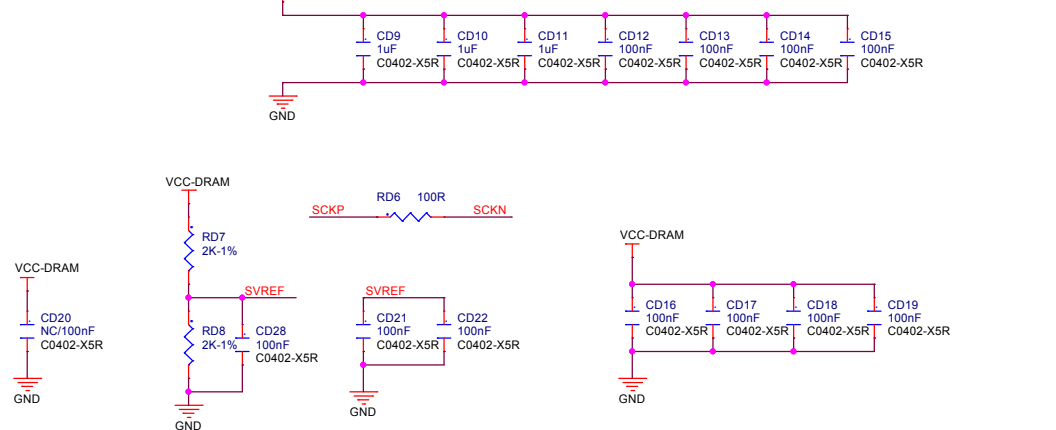 CD9
1uF
C0402-X5R
CD10
1uF
C0402-X5R
CD11
1uF
C0402-X5R
CD12
100nF
C0402-X5R
CD13
100nF
C0402-X5R
CD14
100nF
C0402-X5R
CD15
100nF
C0402-X5R
GND
VCC-DRAM
RD7
2K-1%
SVREF
RD8
2K-1%
CD28
100nF
C0402-X5R
GND
SCKP
RD6 100R
SCKN
VCC-DRAM
CD20
NC/100nF
C0402-X5R
GND
SVREF
CD21
100nF
C0402-X5R
CD22
100nF
C0402-X5R
GND
VCC-DRAM
CD16
100nF
C0402-X5R
CD17
100nF
C0402-X5R
CD18
100nF
C0402-X5R
CD19
100nF
C0402-X5R
GND